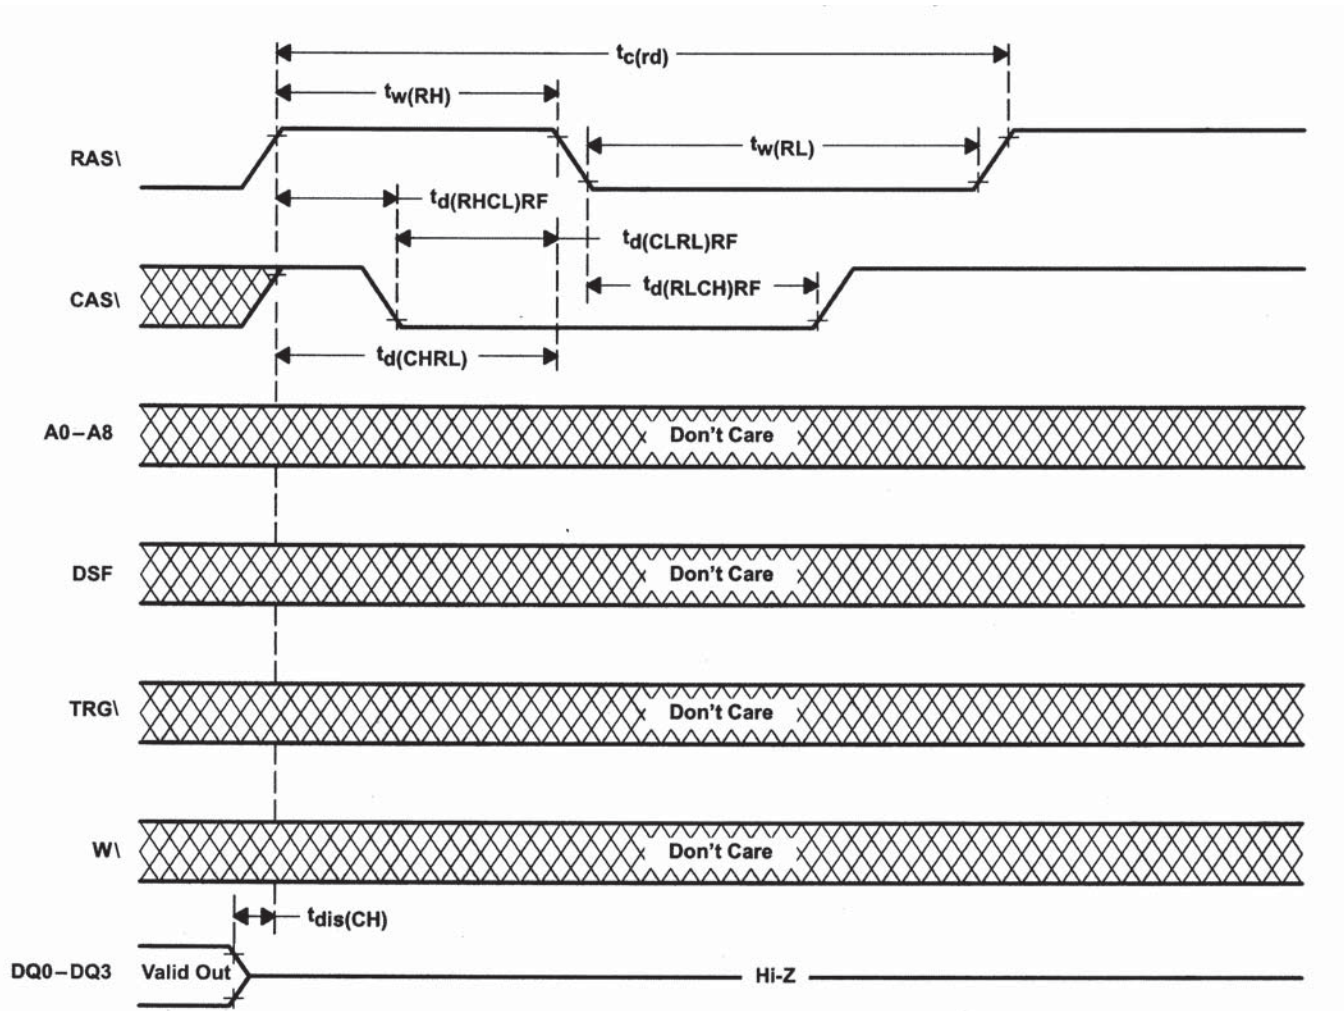 tc(rd)
tw(RH)
RAS\
tw(RL)
td(RHCL)RF
td(CLRL)RF
CAS\
td(RLCH)RF
td(CHRL)
A0–A8
Don't Care
DSF
Don't Care
TRG\
Don't Care
W\
Don't Care
tdis(CH)
DQ0–DQ3
Valid Out
Hi-Z